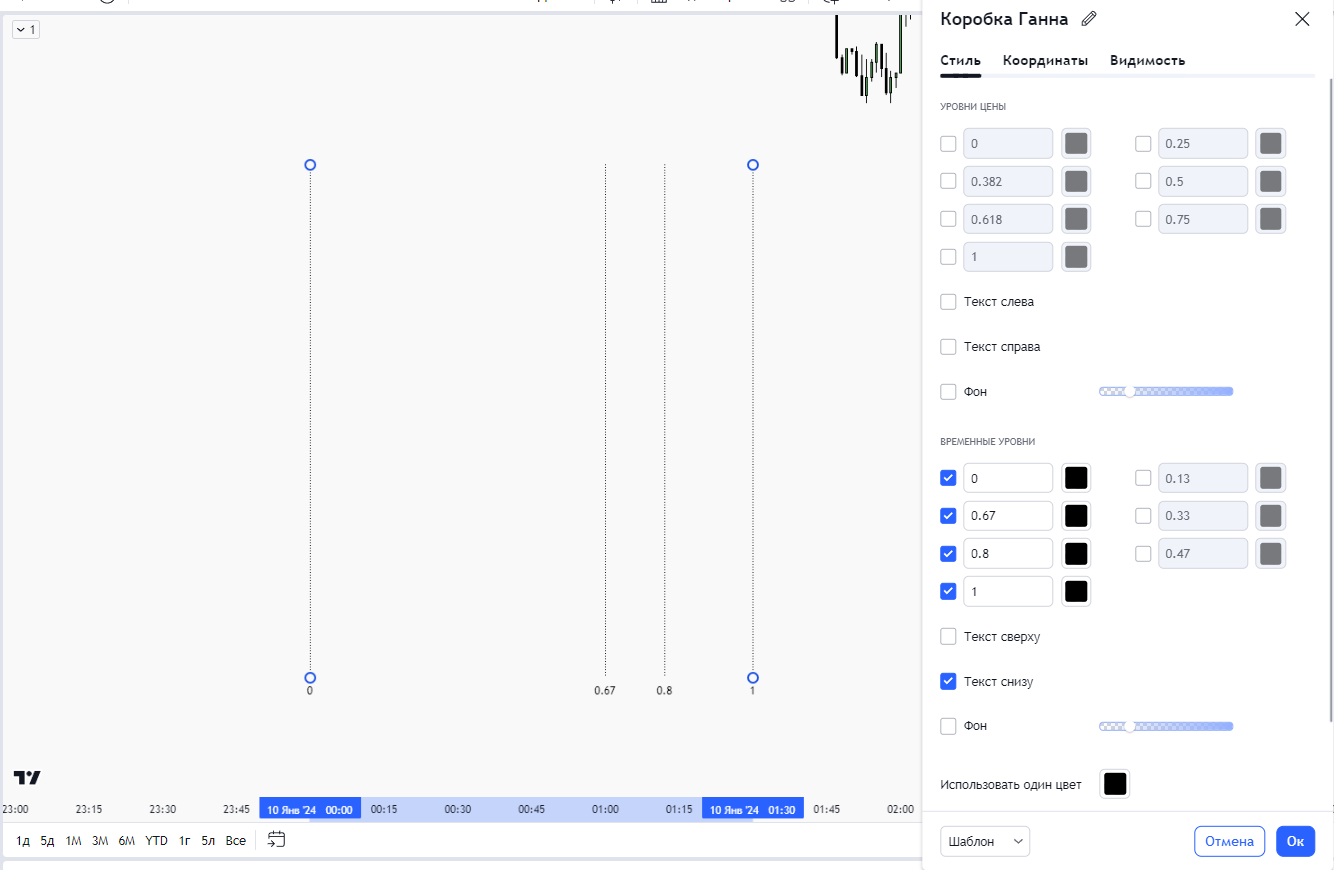 1
0
0.67
0.8
1
23:00
23:15
23:30
23:45
10 Янв '24 00:00
00:15
00:30
00:45
01:00
01:15
10 Янв '24 01:30
01:45
02:00
1д 5д 1М 3М 6М YTD 1г 5л Все
Коробка Ганна
Стиль Координаты Видимость
УРОВНИ ЦЕНЫ
0 0.25
0.382 0.5
0.618 0.75
1
Текст слева
Текст справа
Фон
ВРЕМЕННЫЕ УРОВНИ
0 0.13
0.67 0.33
0.8 0.47
1
Текст сверху
Текст снизу
Фон
Использовать один цвет
Шаблон Отмена Ок